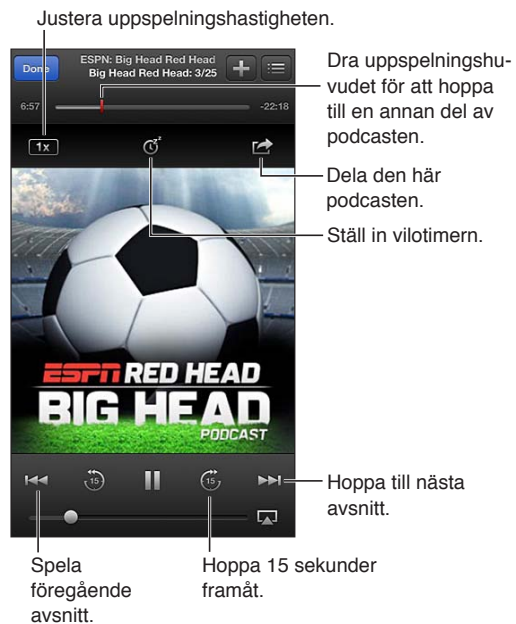 Justera uppspelningshastigheten.
Done
ESPN: Big Head Red Head
Big Head Red Head: 3/25
6:57
-22:18
Dra uppspelningshu-
vudet för att hoppa
till en annan del av
podcasten.
1x
z z
Dela den här
podcasten.
Ställ in vilotimern.
ESPN RED HEAD
BIG HEAD
PODCAST
15
15
Hoppa till nästa
avsnitt.
Spela
föregående
avsnitt.
Hoppa 15 sekunder
framåt.